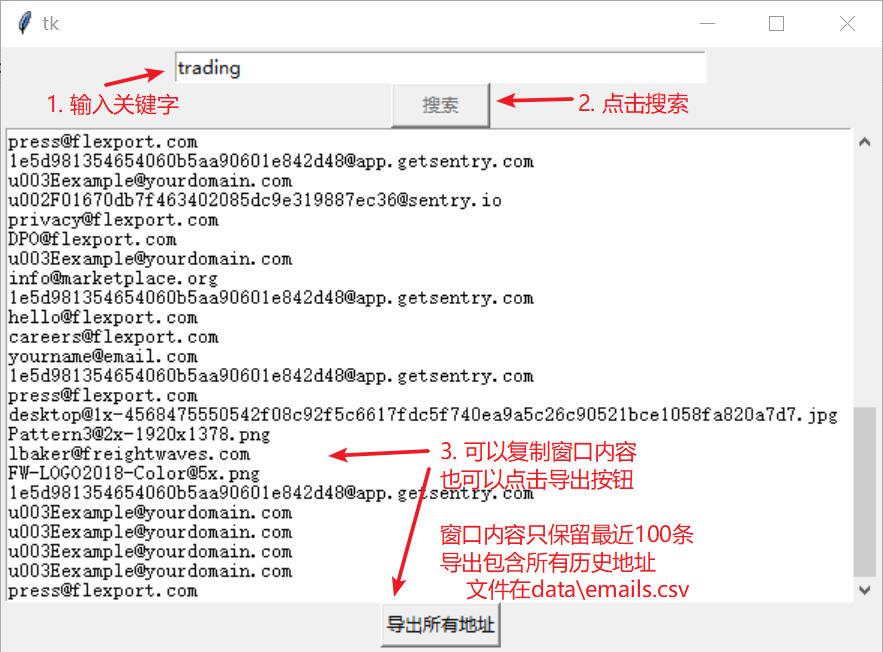 tk
trading
1. 输入关键字
搜索
2. 点击搜索
press@flexport.com
1e5d981354654060b5aa90601e842d48@app.getsentry.com
u003Eexample@yourdomain.com
u002F01670db7f463402085dc9e319887ec36@sentry.io
privacy@flexport.com
DPO@flexport.com
u003Eexample@yourdomain.com
info@marketplace.org
1e5d981354654060b5aa90601e842d48@app.getsentry.com
hello@flexport.com
careers@flexport.com
yourname@email.com
1e5d981354654060b5aa90601e842d48@app.getsentry.com
press@flexport.com
desktop@1x-4568475550542f08c92f5c6617fdc5f740ea9a5c26c90521bce1058fa820a7d7.jpg
Pattern3@2x-1920x1378.png
lbaker@freightwaves.com
3. 可以复制窗口内容
FW-LOGO2018-Color@5x.png
也可以点击导出按钮
1e5d981354654060b5aa90601e842d48@app.getsentry.com
u003Eexample@yourdomain.com
u003Eexample@yourdomain.com
窗口内容只保留最近100条
u003Eexample@yourdomain.com
导出包含所有历史地址
u003Eexample@yourdomain.com
press@flexport.com
文件在data\emails.csv
导出所有地址